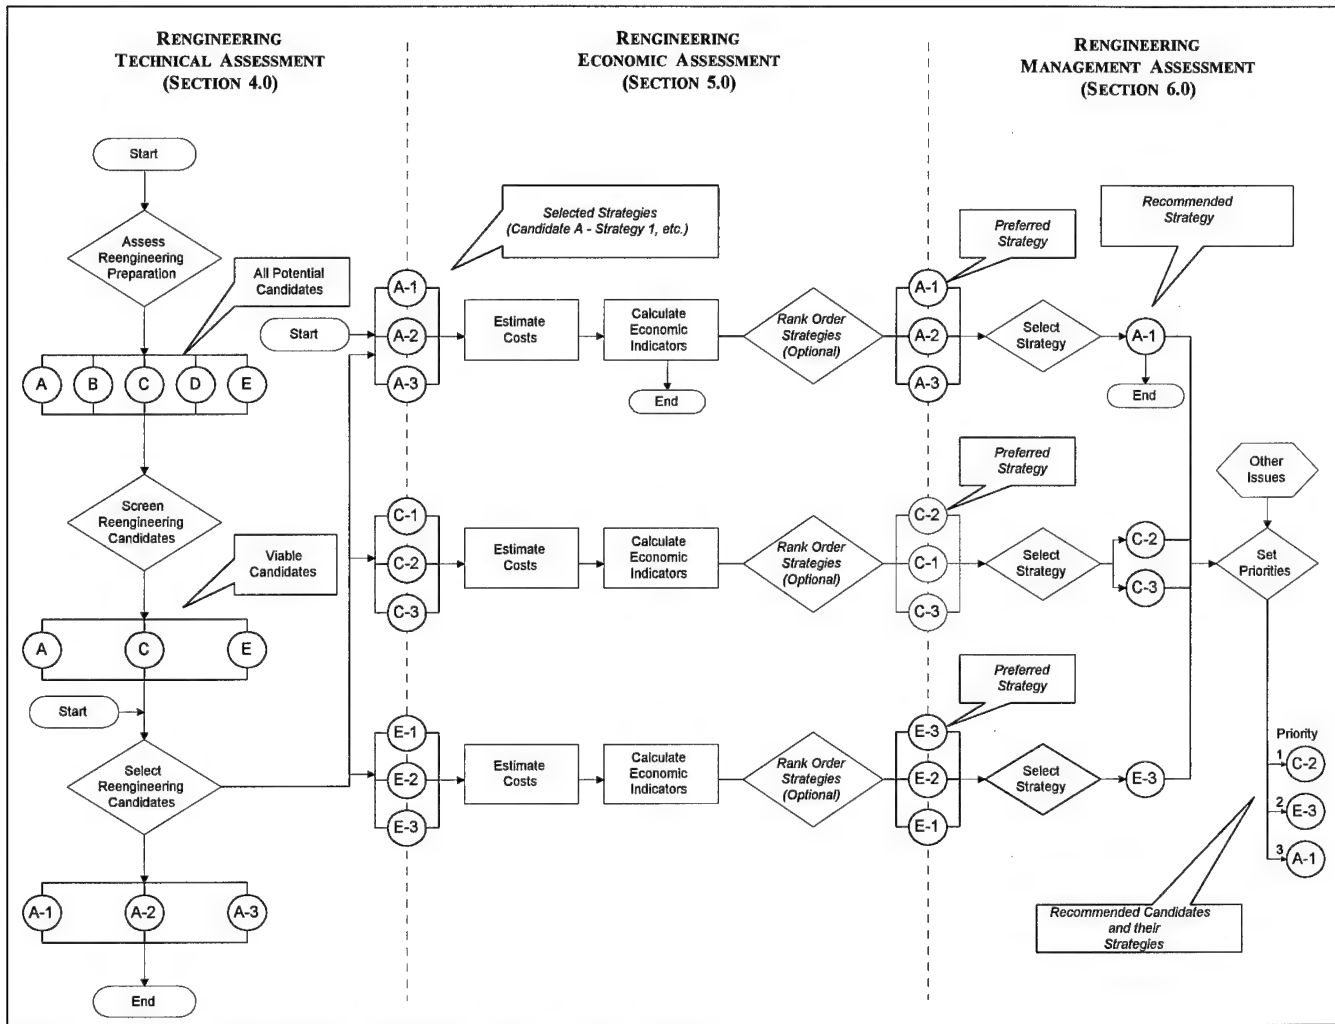 RENGINEERING
TECHNICAL ASSESSMENT
(SECTION 4.0)
RENGINEERING
ECONOMIC ASSESSMENT
(SECTION 5.0)
RENGINEERING
MANAGEMENT ASSESSMENT
(SECTION 6.0)
Start
Assess
Reengineering
Preparation
All Potential
Candidates
A
B
C
D
E
Screen
Reengineering
Candidates
Viable
Candidates
A
C
E
Start
Select
Reengineering
Candidates
A-1
A-2
A-3
End
Start
Selected Strategies
(Candidate A - Strategy 1, etc.)
A-1
A-2
A-3
Estimate
Costs
Calculate
Economic
Indicators
End
Rank Order
Strategies
(Optional)
Preferred
Strategy
A-1
A-2
A-3
Select
Strategy
Recommended
Strategy
A-1
End
C-1
C-2
C-3
Estimate
Costs
Calculate
Economic
Indicators
Rank Order
Strategies
(Optional)
Preferred
Strategy
C-2
C-1
C-3
Select
Strategy
C-2
C-3
Other
Issues
Set
Priorities
E-1
E-2
E-3
Estimate
Costs
Calculate
Economic
Indicators
Rank Order
Strategies
(Optional)
Preferred
Strategy
E-3
E-2
E-1
Select
Strategy
E-3
Priority
1
C-2
2
E-3
3
A-1
Recommended Candidates
and their
Strategies